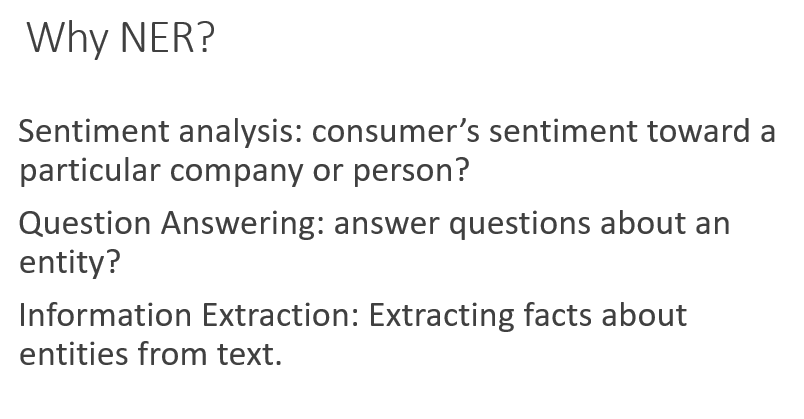 Why NER?
Sentiment analysis: consumer’s sentiment toward a
particular company or person?
Question Answering: answer questions about an
entity?
Information Extraction: Extracting facts about
entities from text.